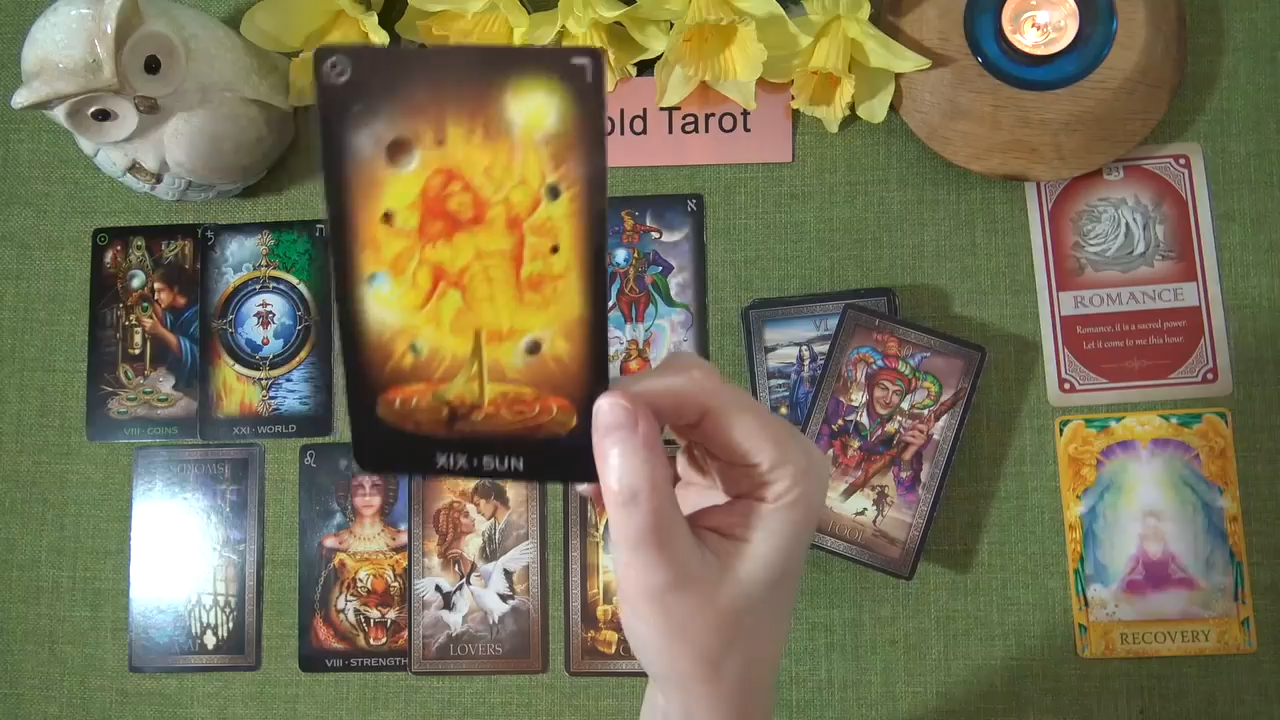 old Tarot
23
ROMANCE
Romance, it is a sacred power.
Let it come to me this hour.
VIII • COINS
XXI • WORLD
XIX • SUN
א
ת
VI
FOOL
SWORDS
VIII • STRENGTH
LOVERS
RECOVERY